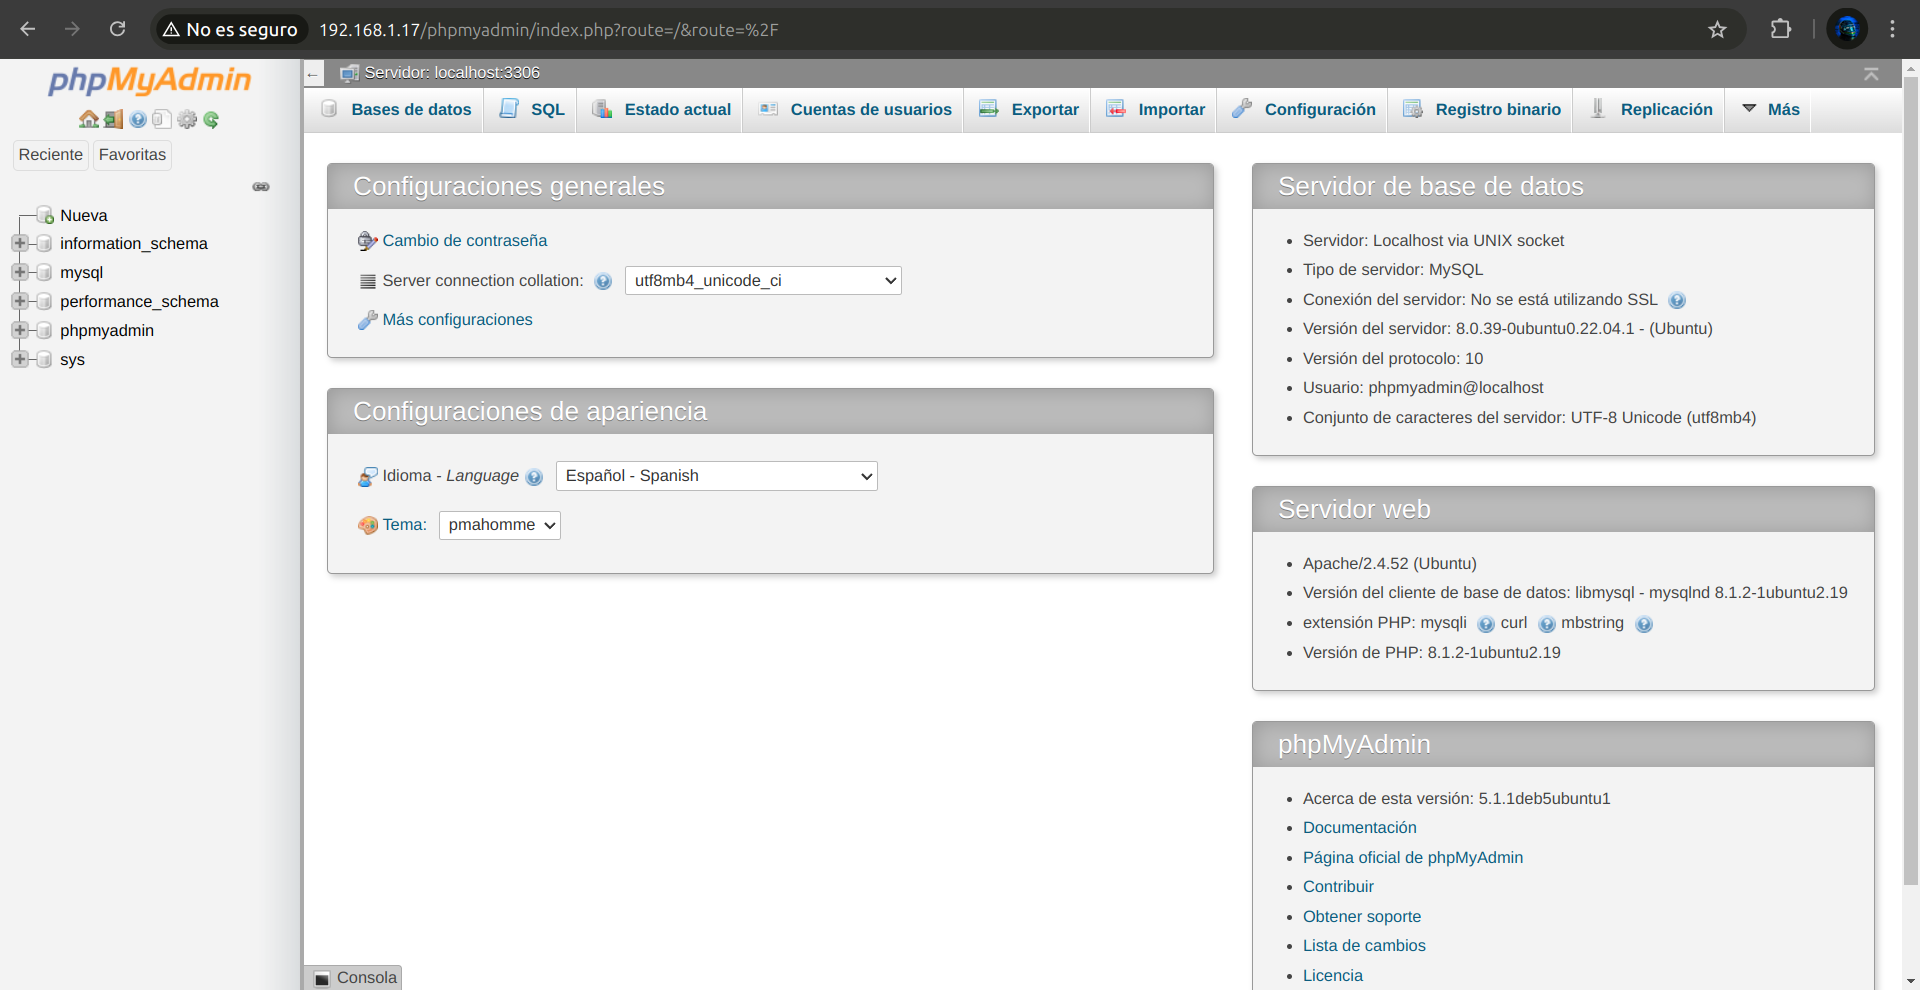 No es seguro
192.168.1.17/phpmyadmin/index.php?route=/&route=%2F
phpMyAdmin
Reciente
Favoritas
Nueva
information_schema
mysql
performance_schema
phpmyadmin
sys
Servidor: localhost:3306
Bases de datos
SQL
Estado actual
Cuentas de usuarios
Exportar
Importar
Configuración
Registro binario
Replicación
Más
Configuraciones generales
Cambio de contraseña
Server connection collation:
utf8mb4_unicode_ci
Más configuraciones
Configuraciones de apariencia
Idioma - Language
Español - Spanish
Tema:
pmahomme
Servidor de base de datos
Servidor: Localhost via UNIX socket
Tipo de servidor: MySQL
Conexión del servidor: No se está utilizando SSL
Versión del servidor: 8.0.39-0ubuntu0.22.04.1 - (Ubuntu)
Versión del protocolo: 10
Usuario: phpmyadmin@localhost
Conjunto de caracteres del servidor: UTF-8 Unicode (utf8mb4)
Servidor web
Apache/2.4.52 (Ubuntu)
Versión del cliente de base de datos: libmysql - mysqlnd 8.1.2-1ubuntu2.19
extensión PHP: mysqli curl mbstring
Versión de PHP: 8.1.2-1ubuntu2.19
phpMyAdmin
Acerca de esta versión: 5.1.1deb5ubuntu1
Documentación
Página oficial de phpMyAdmin
Contribuir
Obtener soporte
Lista de cambios
Licencia
Consola